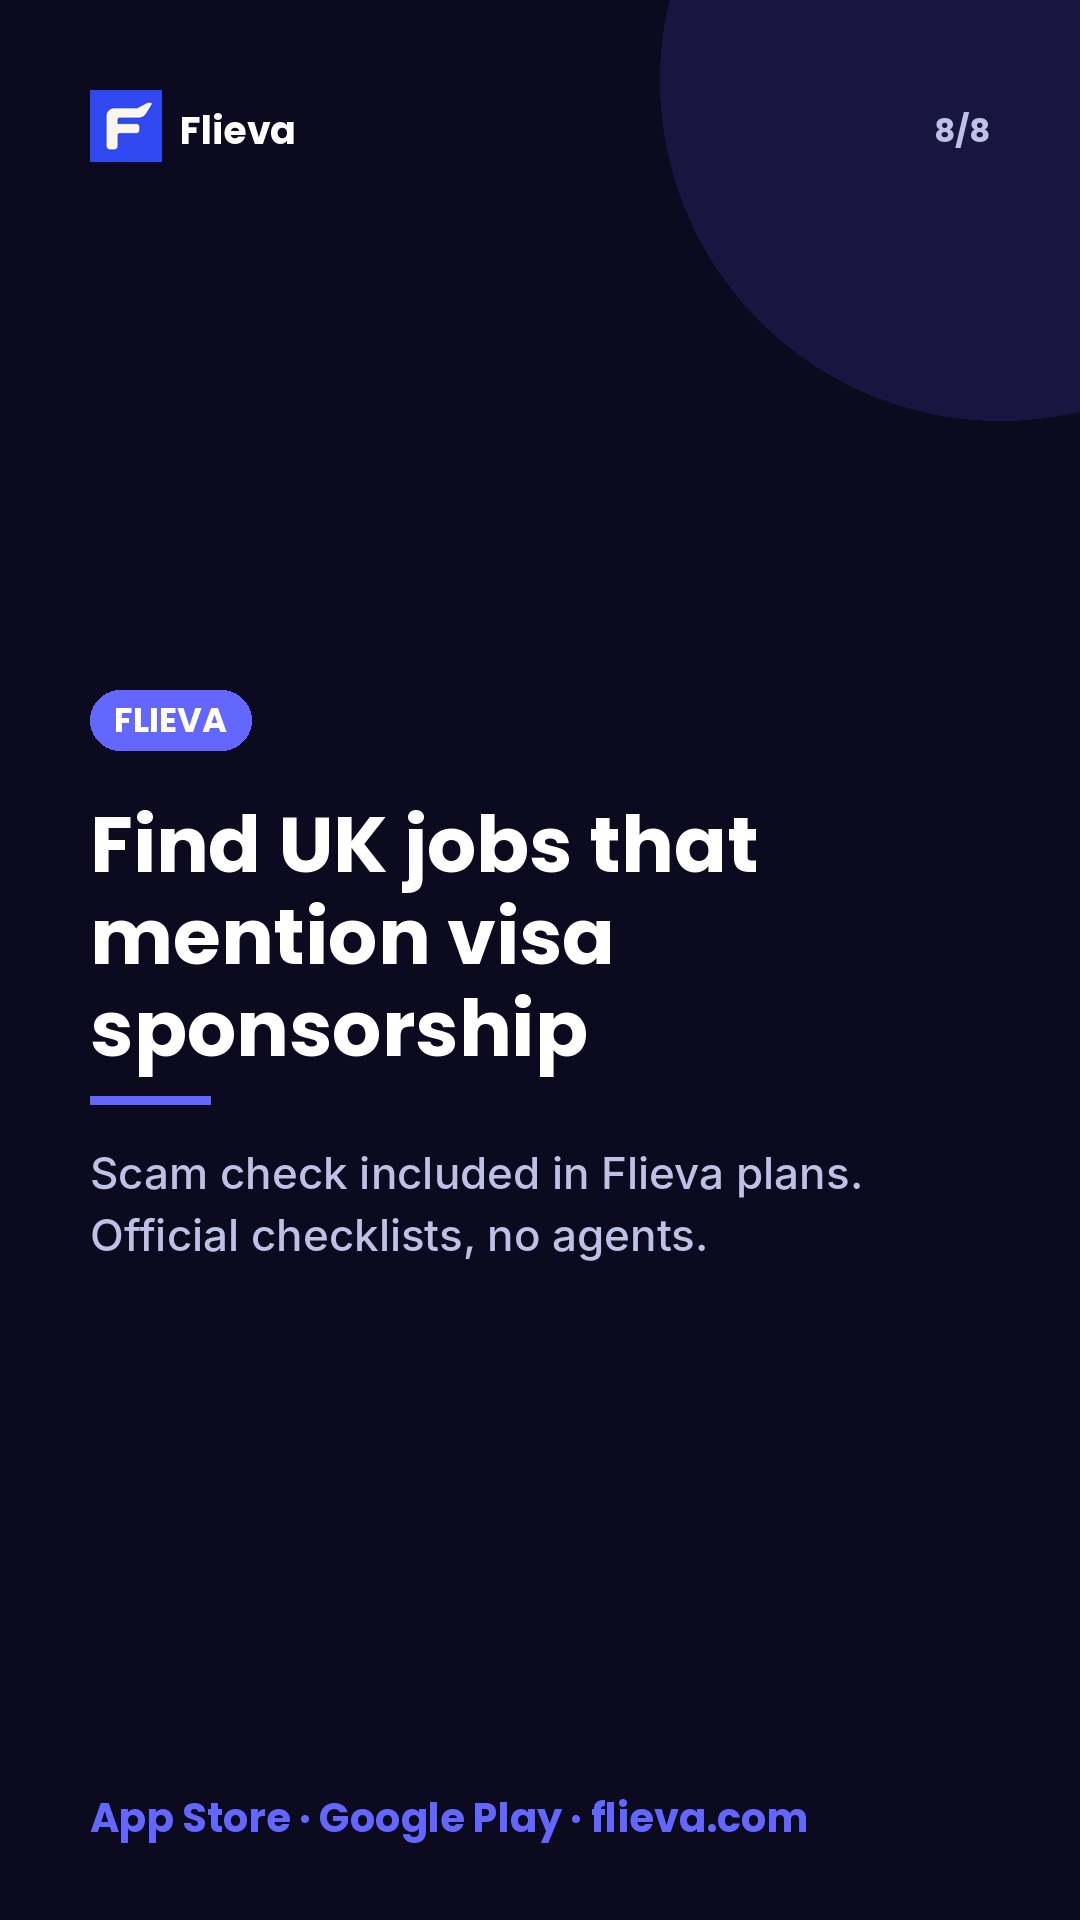 Flieva
8/8
FLIEVA
Find UK jobs that
mention visa
sponsorship
Scam check included in Flieva plans.
Official checklists, no agents.
App Store · Google Play · flieva.com